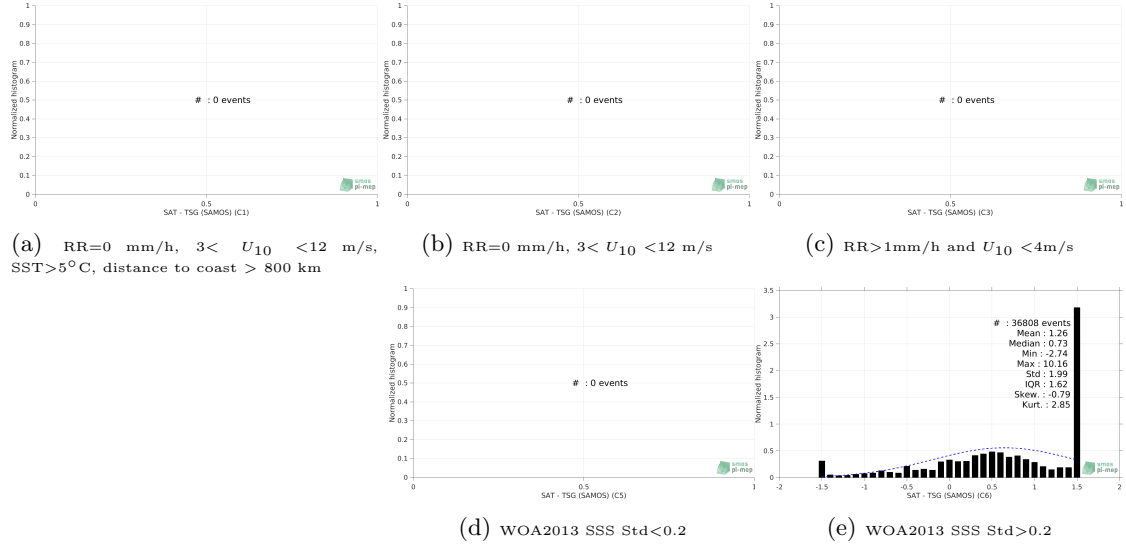 1
0.9
0.8
0.7
0.6
0.5
0.4
0.3
0.2
0.1
0
Normalized histogram
# : 0 events
smos
pi-mep
0 0.5 1
SAT - TSG (SAMOS) (C1)
(a) RR=0 mm/h, 3< U10 <12 m/s,
SST>5°C, distance to coast > 800 km
1
0.9
0.8
0.7
0.6
0.5
0.4
0.3
0.2
0.1
0
Normalized histogram
# : 0 events
smos
pi-mep
0 0.5 1
SAT - TSG (SAMOS) (C2)
(b) RR=0 mm/h, 3< U10 <12 m/s
1
0.9
0.8
0.7
0.6
0.5
0.4
0.3
0.2
0.1
0
Normalized histogram
# : 0 events
smos
pi-mep
0 0.5 1
SAT - TSG (SAMOS) (C3)
(c) RR>1mm/h and U10 <4m/s
1
0.9
0.8
0.7
0.6
0.5
0.4
0.3
0.2
0.1
0
Normalized histogram
# : 0 events
smos
pi-mep
0 0.5 1
SAT - TSG (SAMOS) (C5)
(d) WOA2013 SSS Std<0.2
3.5
3
2.5
2
1.5
1
0.5
0
Normalized histogram
# : 36808 events
Mean : 1.26
Median : 0.73
Min : -2.74
Max : 10.16
Std : 1.99
IQR : 1.62
Skew. : -0.79
Kurt. : 2.85
smos
pi-mep
-2 -1.5 -1 -0.5 0 0.5 1 1.5 2
SAT - TSG (SAMOS) (C6)
(e) WOA2013 SSS Std>0.2